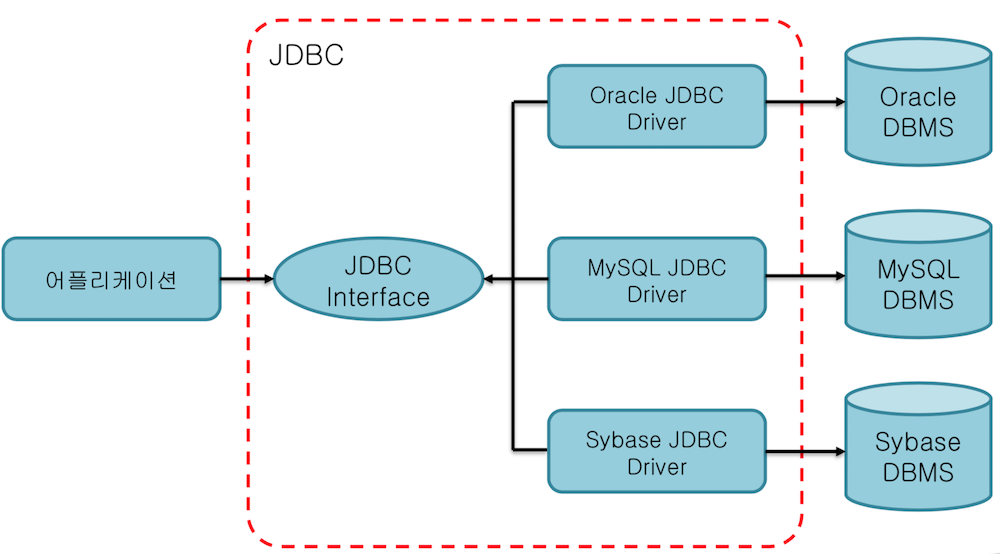 JDBC
Oracle JDBC
Driver
Oracle
DBMS
어플리케이션
JDBC
Interface
MySQL JDBC
Driver
MySQL
DBMS
Sybase JDBC
Driver
Sybase
DBMS